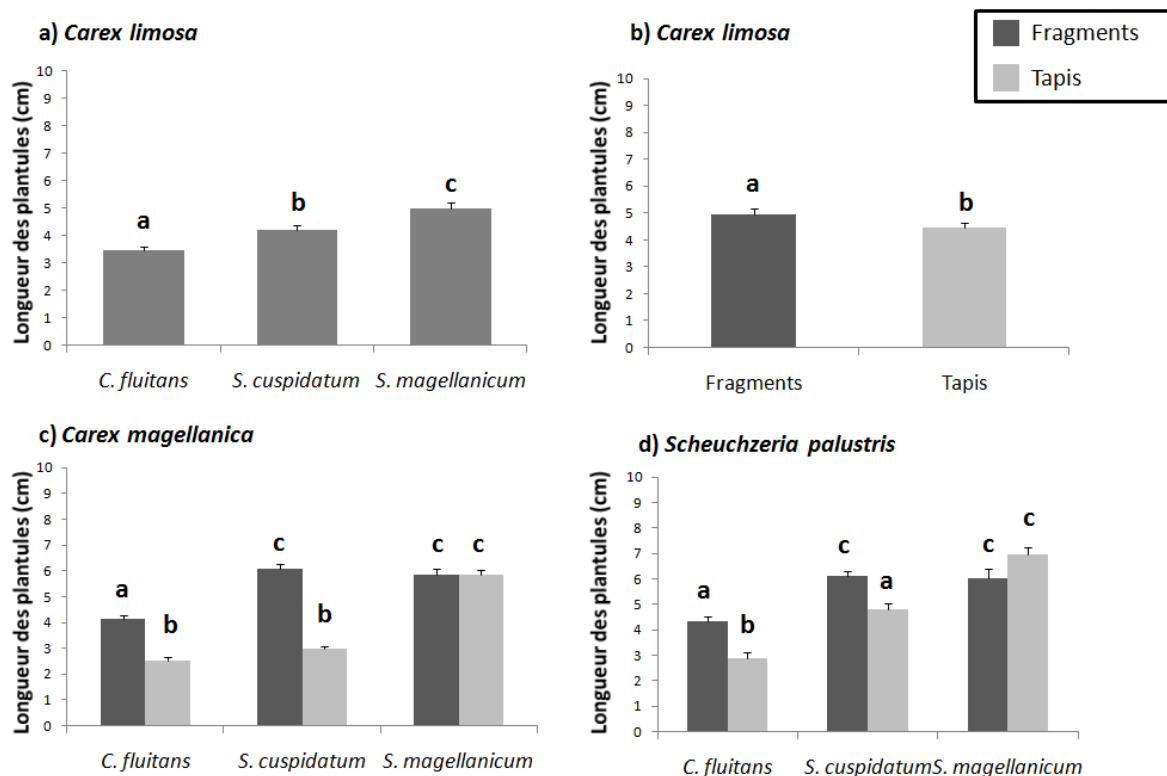 a) Carex limosa
Longueur des plantules (cm)
10
9
8
7
6
5
4
3
2
1
0
a
b
c
C. fluitans S. cuspidatum S. magellanicum
b) Carex limosa
Fragments
Tapis
Longueur des plantules (cm)
10
9
8
7
6
5
4
3
2
1
0
a
b
Fragments Tapis
c) Carex magellanica
Longueur des plantules (cm)
10
9
8
7
6
5
4
3
2
1
0
a
b
c
b
c
c
C. fluitans S. cuspidatum S. magellanicum
d) Scheuchzeria palustris
Longueur des plantules (cm)
10
9
8
7
6
5
4
3
2
1
0
a
b
c
a
c
c
C. fluitans S. cuspidatum S. magellanicum